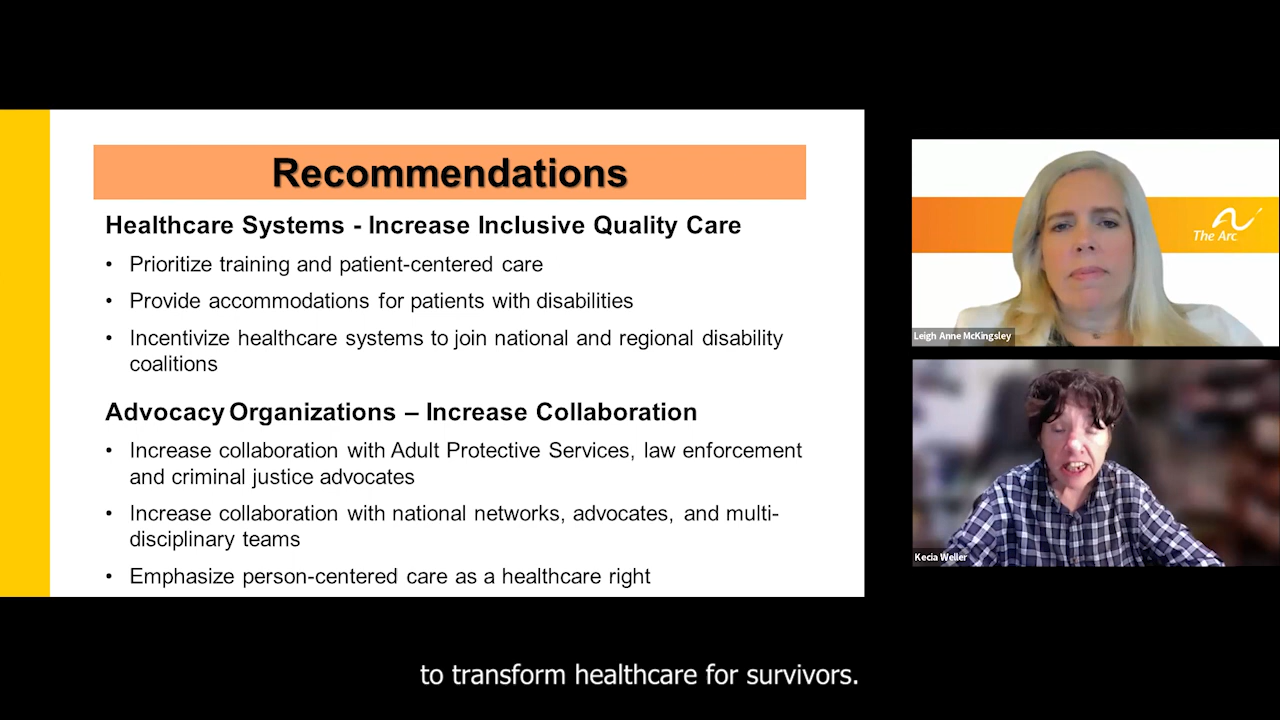 Recommendations
Healthcare Systems - Increase Inclusive Quality Care
• Prioritize training and patient-centered care
• Provide accommodations for patients with disabilities
• Incentivize healthcare systems to join national and regional disability
coalitions
Advocacy Organizations – Increase Collaboration
• Increase collaboration with Adult Protective Services, law enforcement
and criminal justice advocates
• Increase collaboration with national networks, advocates, and multi-
disciplinary teams
• Emphasize person-centered care as a healthcare right
The Arc
Leigh Anne McKingsley
Kecia Weller
to transform healthcare for survivors.